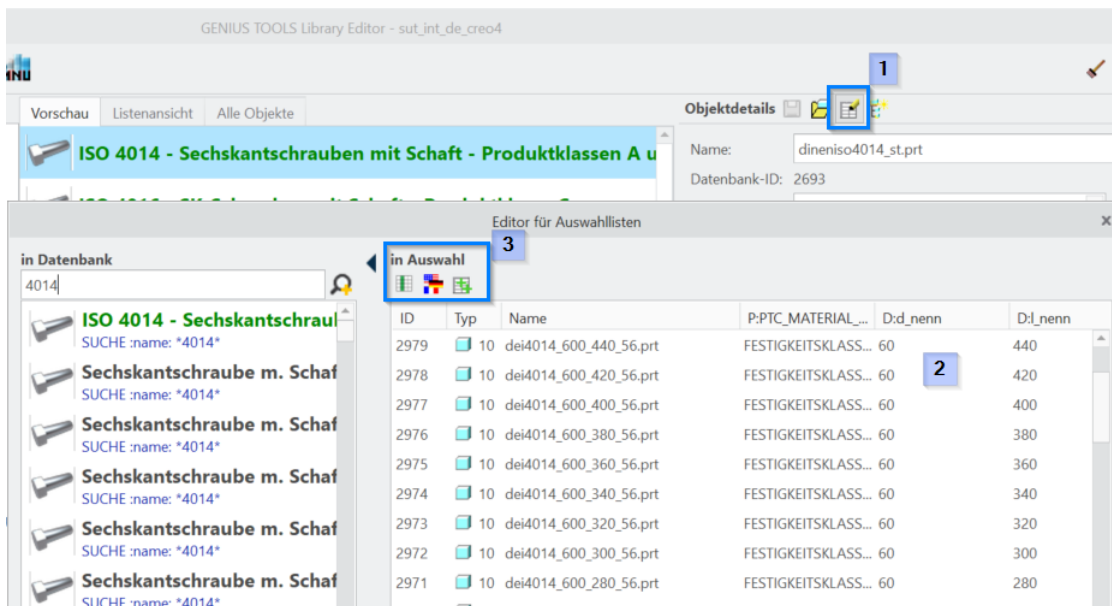 GENIUS TOOLS Library Editor - sut_int_de_creo4
MNU
1
Vorschau Listenansicht Alle Objekte
Objektdetails
ISO 4014 - Sechskantschrauben mit Schaft - Produktklassen A u
Name: dineniso4014_st.prt
Datenbank-ID: 2693
Editor für Auswahllisten
x
in Datenbank
3
in Auswahl
4014
ID Typ Name P:PTC_MATERIAL_... D:d_nenn D:l_nenn
ISO 4014 - Sechskantschraul
SUCHE :name: *4014*
Sechskantschraube m. Schaf
SUCHE :name: *4014*
Sechskantschraube m. Schaf
SUCHE :name: *4014*
Sechskantschraube m. Schaf
SUCHE :name: *4014*
Sechskantschraube m. Schaf
SUCHE :name: *4014*
Sechskantschraube m. Schaf
SUCHE :name: *4014*
2979 10 dei4014_600_440_56.prt FESTIGKEITSKLASS... 60 440
2
2978 10 dei4014_600_420_56.prt FESTIGKEITSKLASS... 60 420
2977 10 dei4014_600_400_56.prt FESTIGKEITSKLASS... 60 400
2976 10 dei4014_600_380_56.prt FESTIGKEITSKLASS... 60 380
2975 10 dei4014_600_360_56.prt FESTIGKEITSKLASS... 60 360
2974 10 dei4014_600_340_56.prt FESTIGKEITSKLASS... 60 340
2973 10 dei4014_600_320_56.prt FESTIGKEITSKLASS... 60 320
2972 10 dei4014_600_300_56.prt FESTIGKEITSKLASS... 60 300
2971 10 dei4014_600_280_56.prt FESTIGKEITSKLASS... 60 280